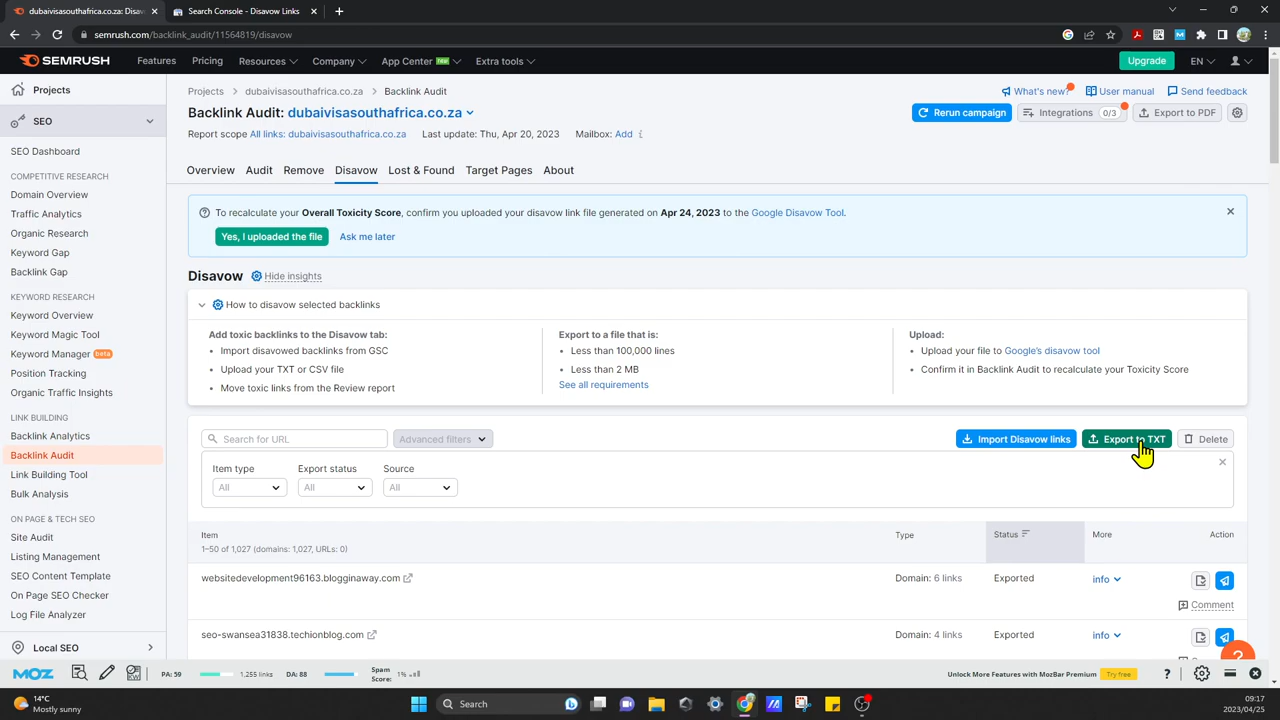 dubaivisasouthafrica.co.za: Disav
Search Console - Disavow Links
semrush.com/backlink_audit/11564819/disavow
SEMRUSH
Features
Pricing
Resources
Company
App Center
NEW
Extra tools
Upgrade
EN
Projects
SEO
SEO Dashboard
COMPETITIVE RESEARCH
Domain Overview
Traffic Analytics
Organic Research
Keyword Gap
Backlink Gap
KEYWORD RESEARCH
Keyword Overview
Keyword Magic Tool
Keyword Manager beta
Position Tracking
Organic Traffic Insights
LINK BUILDING
Backlink Analytics
Backlink Audit
Link Building Tool
Bulk Analysis
ON PAGE & TECH SEO
Site Audit
Listing Management
SEO Content Template
On Page SEO Checker
Log File Analyzer
Local SEO
Projects > dubaivisasouthafrica.co.za > Backlink Audit
What's new?
User manual
Send feedback
Backlink Audit: dubaivisasouthafrica.co.za
Rerun campaign
Integrations 0/3
Export to PDF
Report scope All links: dubaivisasouthafrica.co.za
Last update: Thu, Apr 20, 2023
Mailbox: Add i
Overview
Audit
Remove
Disavow
Lost & Found
Target Pages
About
To recalculate your Overall Toxicity Score, confirm you uploaded your disavow link file generated on Apr 24, 2023 to the Google Disavow Tool.
Yes, I uploaded the file
Ask me later
Disavow
Hide insights
How to disavow selected backlinks
Add toxic backlinks to the Disavow tab:
• Import disavowed backlinks from GSC
• Upload your TXT or CSV file
• Move toxic links from the Review report
Export to a file that is:
• Less than 100,000 lines
• Less than 2 MB
See all requirements
Upload:
• Upload your file to Google's disavow tool
• Confirm it in Backlink Audit to recalculate your Toxicity Score
Search for URL
Advanced filters
Import Disavow links
Export to TXT
Delete
Item type
Export status
Source
All
All
All
Item
1–50 of 1,027 (domains: 1,027, URLs: 0)
Type
Status
More
Action
websitedevelopment96163.blogginaway.com
Domain: 6 links
Exported
info
Comment
seo-swansea31838.techionblog.com
Domain: 4 links
Exported
info
?
MOZ
PA: 59
1,255 links
DA: 88
Spam
Score: 1%
Unlock More Features with MozBar Premium
Try free
?
14°C
Mostly sunny
Search
09:17
2023/04/25